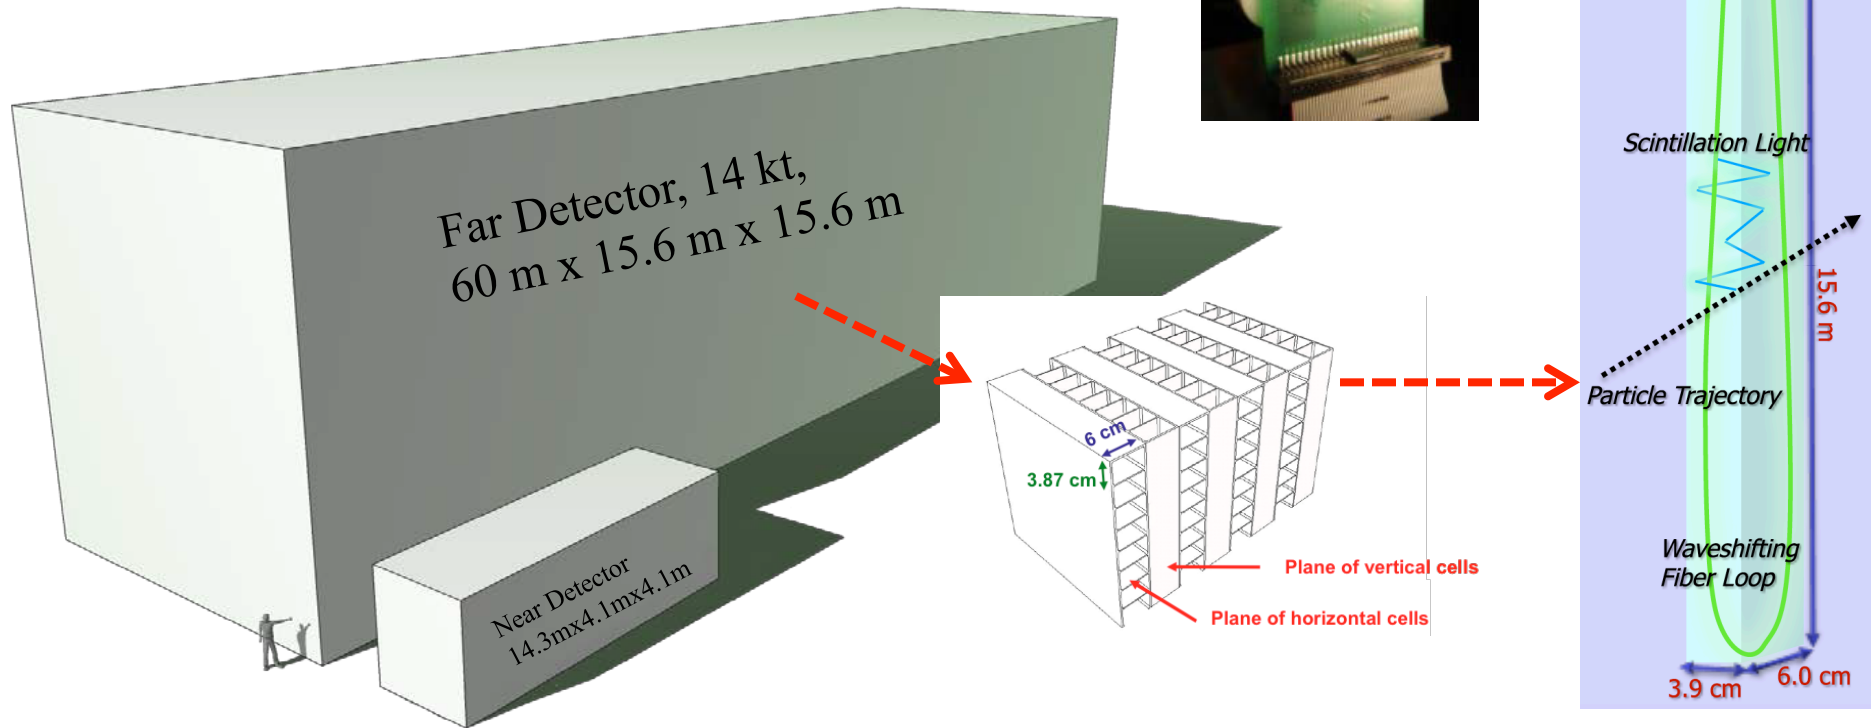 Far Detector, 14 kt,
60 m x 15.6 m x 15.6 m
Near Detector
14.3mx4.1mx4.1m
6 cm
3.87 cm
Plane of vertical cells
Plane of horizontal cells
Scintillation Light
15.6 m
Particle Trajectory
Waveshifting
Fiber Loop
3.9 cm
6.0 cm